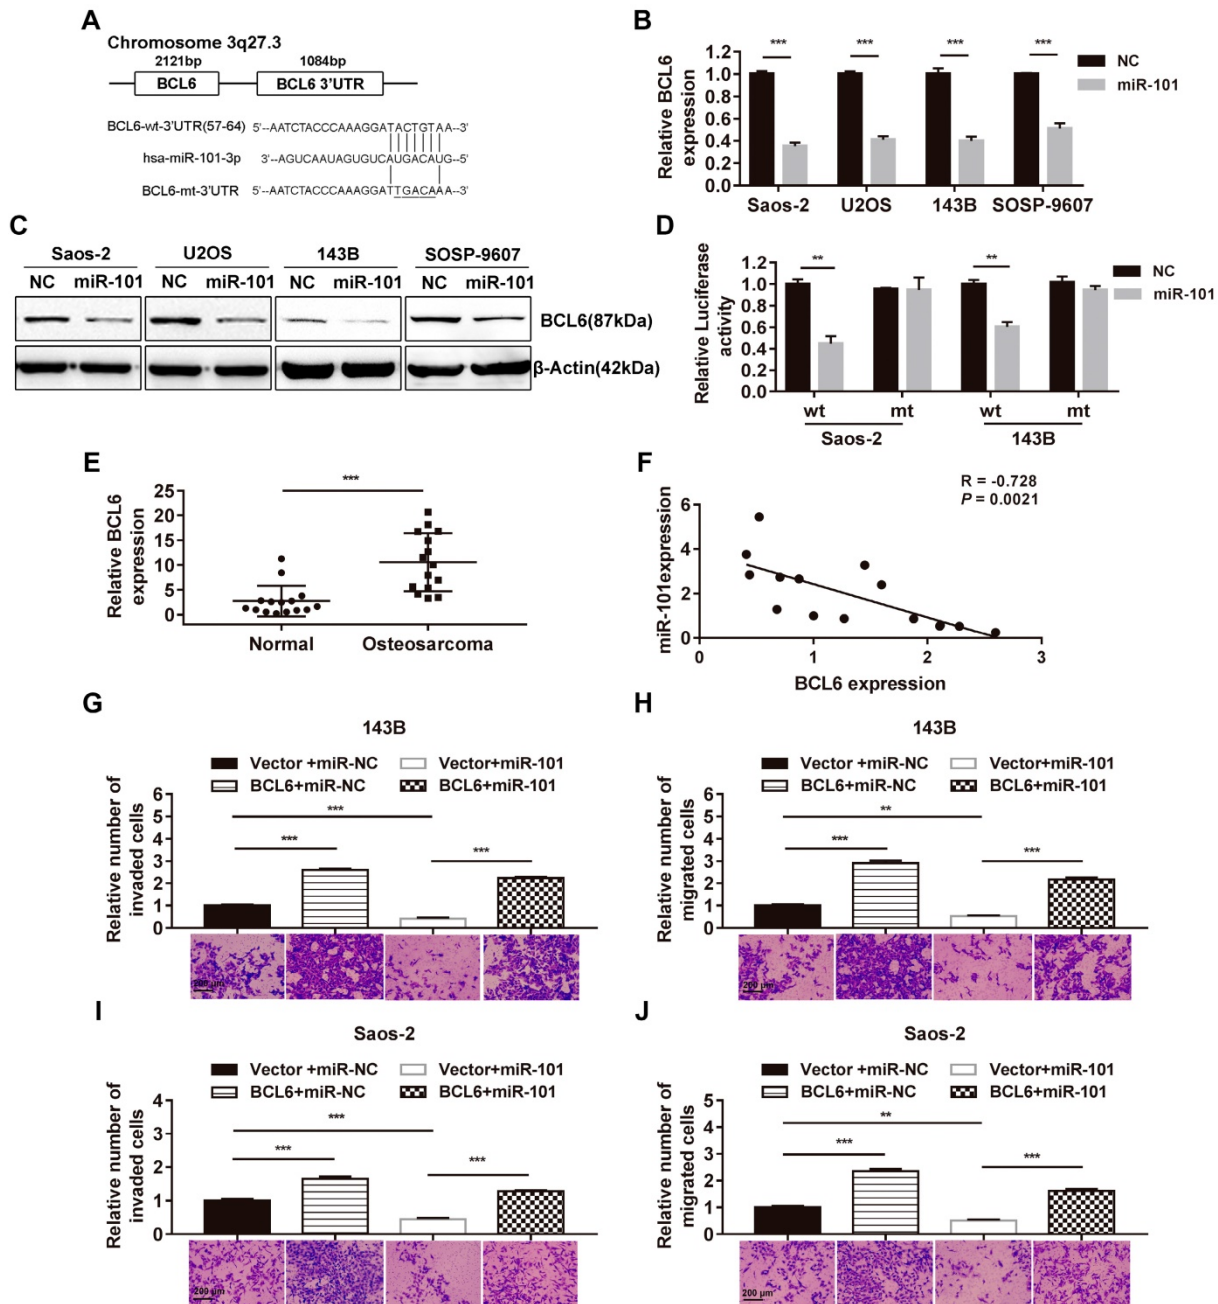 A
Chromosome 3q27.3
2121bp 1084bp
BCL6 BCL6 3'UTR
BCL6-wt-3'UTR(57-64) 5'--AATCTACCCAAAGGATACTGTAA--3'
hsa-miR-101-3p 3'--AGUCAAUAGUGUCAUGACAUG--5'
BCL6-mt-3'UTR 5'--AATCTACCCAAAGGATTGACAAA--3'
B
Relative BCL6
expression
1.2
1.0
0.8
0.6
0.4
0.2
0.0
*** *** *** ***
NC
miR-101
Saos-2 U2OS 143B SOSP-9607
C
Saos-2 U2OS 143B SOSP-9607
NC miR-101 NC miR-101 NC miR-101 NC miR-101
BCL6(87kDa)
β-Actin(42kDa)
D
Relative Luciferase
activity
1.2
1.0
0.8
0.6
0.4
0.2
0.0
** **
NC
miR-101
wt mt wt mt
Saos-2 143B
E
Relative BCL6
expression
25
20
15
10
5
0
***
Normal Osteosarcoma
F
R = -0.728
P = 0.0021
miR-101expression
6
4
2
0
0 1 2 3
BCL6 expression
G
143B
Vector +miR-NC Vector+miR-101
BCL6+miR-NC BCL6+miR-101
Relative number of
invaded cells
6
5
4
3
2
1
0
***
*** ***
200 μm
H
143B
Vector +miR-NC Vector+miR-101
BCL6+miR-NC BCL6+miR-101
Relative number of
migrated cells
6
5
4
3
2
1
0
**
*** ***
200 μm
I
Saos-2
Vector +miR-NC Vector+miR-101
BCL6+miR-NC BCL6+miR-101
Relative number of
invaded cells
4
3
2
1
0
***
*** ***
200 μm
J
Saos-2
Vector +miR-NC Vector+miR-101
BCL6+miR-NC BCL6+miR-101
Relative number of
migrated cells
5
4
3
2
1
0
**
*** ***
200 μm